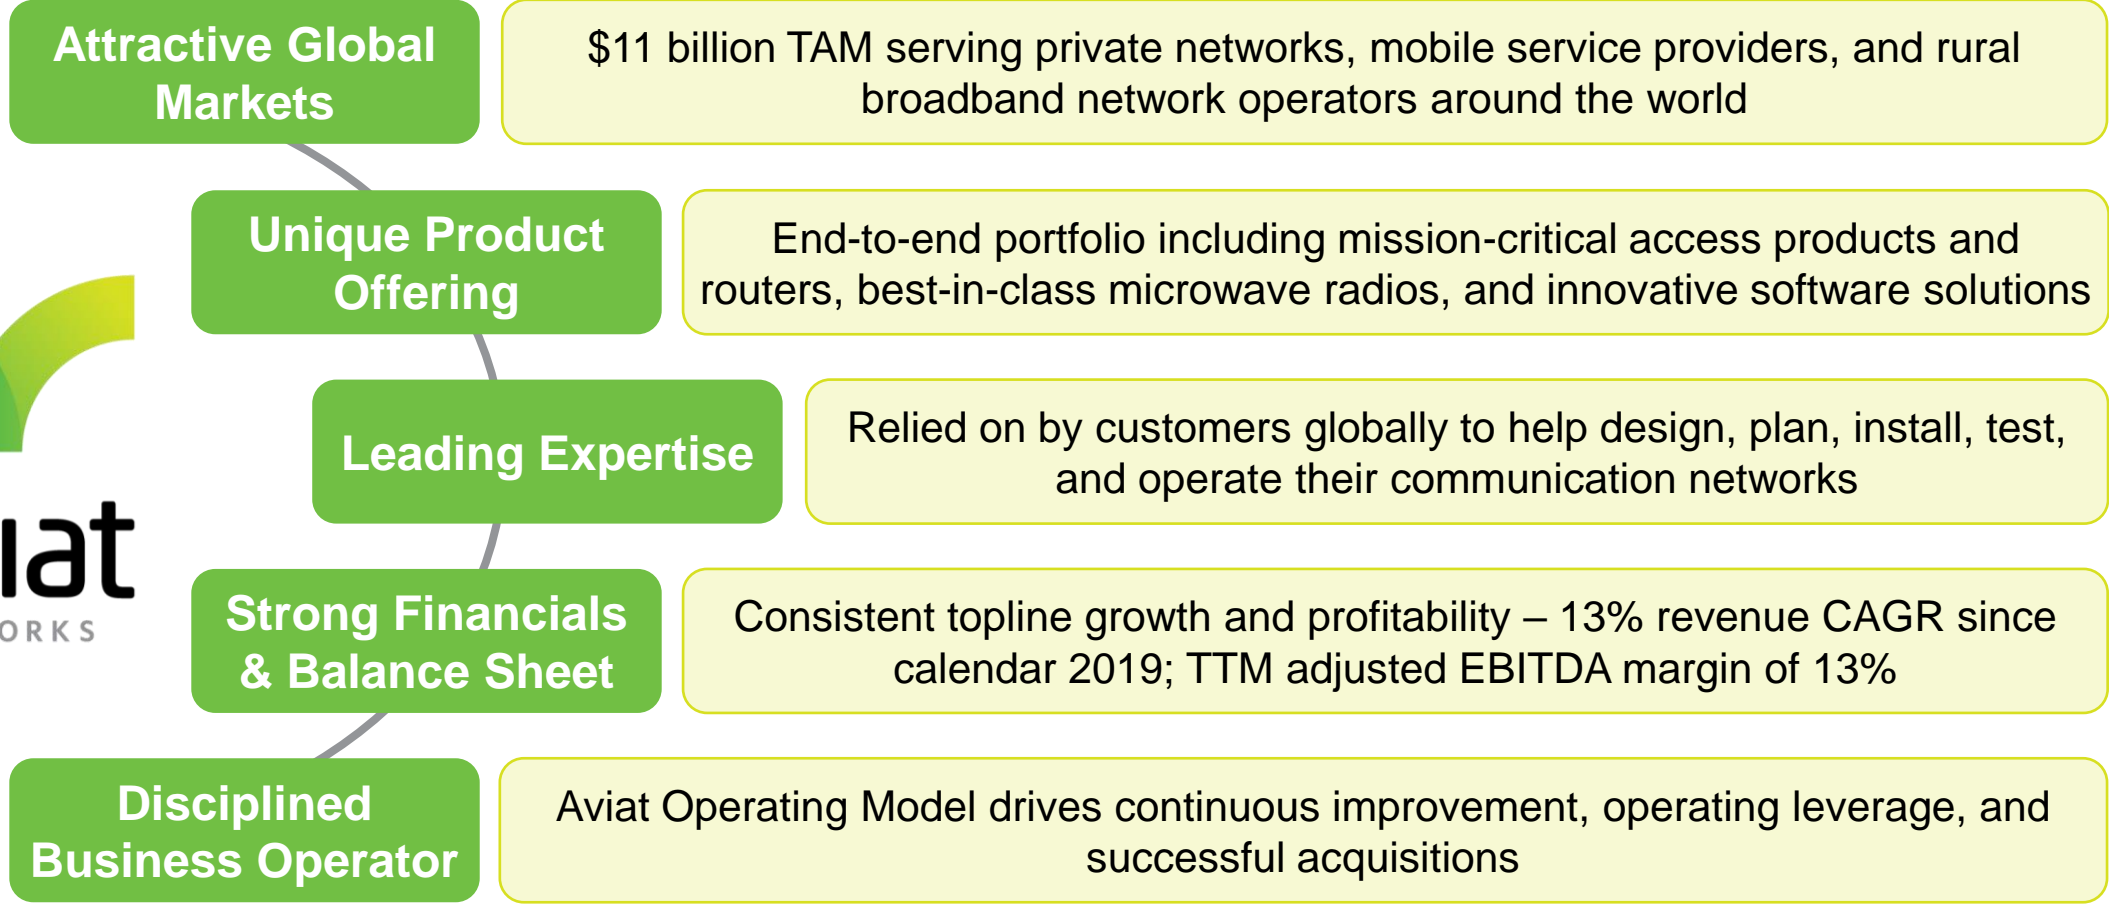 Attractive Global
Markets
$11 billion TAM serving private networks, mobile service providers, and rural
broadband network operators around the world
Unique Product
Offering
End-to-end portfolio including mission-critical access products and
routers, best-in-class microwave radios, and innovative software solutions
Leading Expertise
Relied on by customers globally to help design, plan, install, test,
and operate their communication networks
Strong Financials
& Balance Sheet
Consistent topline growth and profitability – 13% revenue CAGR since
calendar 2019; TTM adjusted EBITDA margin of 13%
Disciplined
Business Operator
Aviat Operating Model drives continuous improvement, operating leverage, and
successful acquisitions